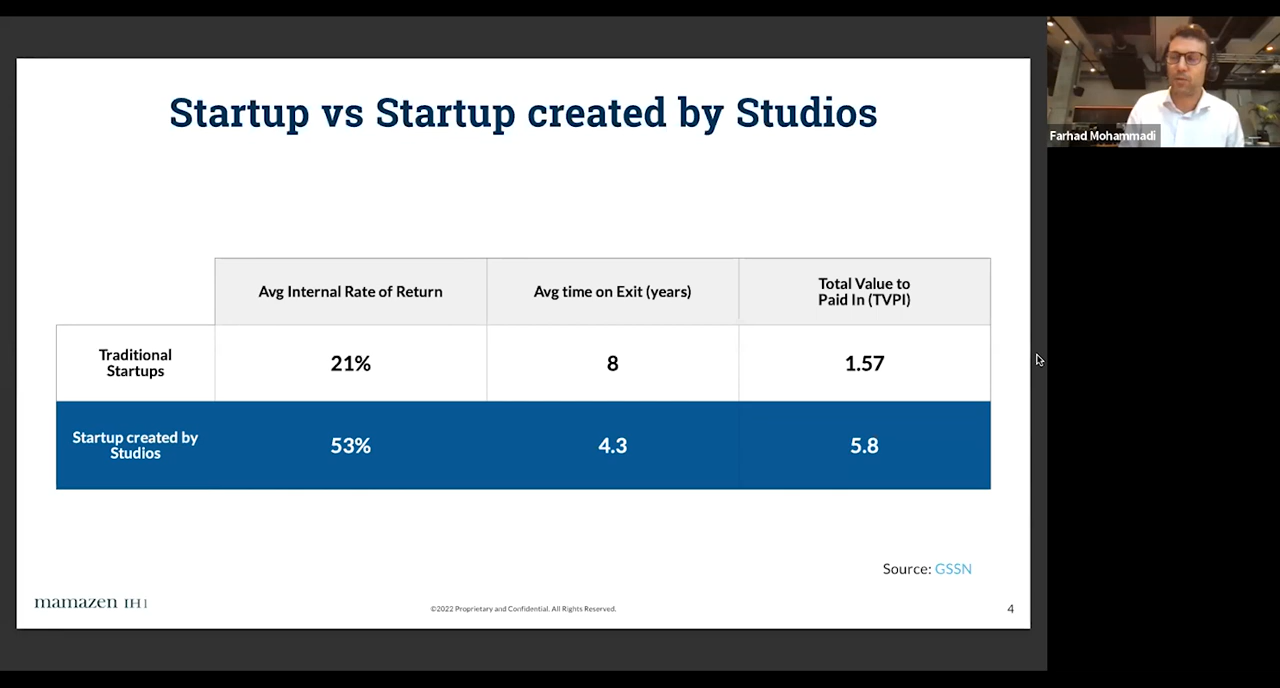 Startup vs Startup created by Studios
Farhad Mohammadi
Avg Internal Rate of Return
Avg time on Exit (years)
Total Value to
Paid In (TVPI)
Traditional
Startups
21%
8
1.57
Startup created by
Studios
53%
4.3
5.8
Source: GSSN
mamazen
©2022 Proprietary and Confidential. All Rights Reserved.
4